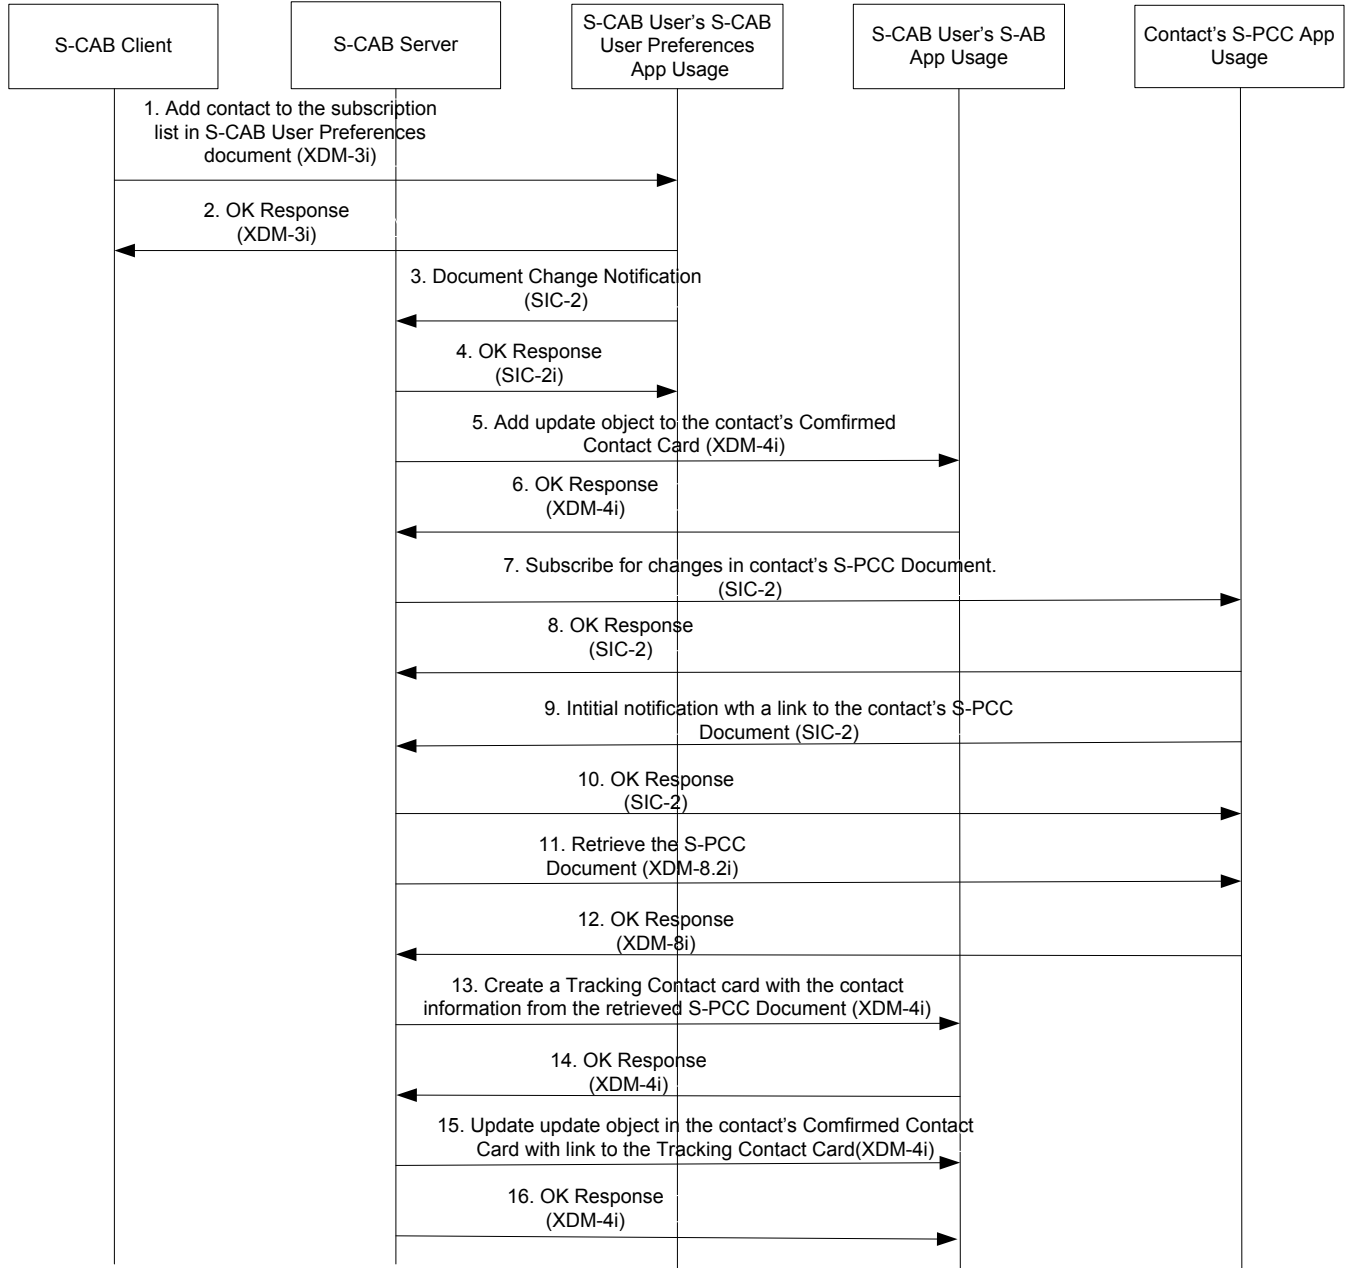 S-CAB Client
S-CAB Server
S-CAB User's S-CAB
User Preferences
App Usage
S-CAB User's S-AB
App Usage
Contact's S-PCC App
Usage
1. Add contact to the subscription
list in S-CAB User Preferences
document (XDM-3i)
2. OK Response
(XDM-3i)
3. Document Change Notification
(SIC-2)
4. OK Response
(SIC-2i)
5. Add update object to the contact's Comfirmed
Contact Card (XDM-4i)
6. OK Response
(XDM-4i)
7. Subscribe for changes in contact's S-PCC Document.
(SIC-2)
8. OK Response
(SIC-2)
9. Intitial notification wth a link to the contact's S-PCC
Document (SIC-2)
10. OK Response
(SIC-2)
11. Retrieve the S-PCC
Document (XDM-8.2i)
12. OK Response
(XDM-8i)
13. Create a Tracking Contact card with the contact
information from the retrieved S-PCC Document (XDM-4i)
14. OK Response
(XDM-4i)
15. Update update object in the contact's Comfirmed Contact
Card with link to the Tracking Contact Card(XDM-4i)
16. OK Response
(XDM-4i)